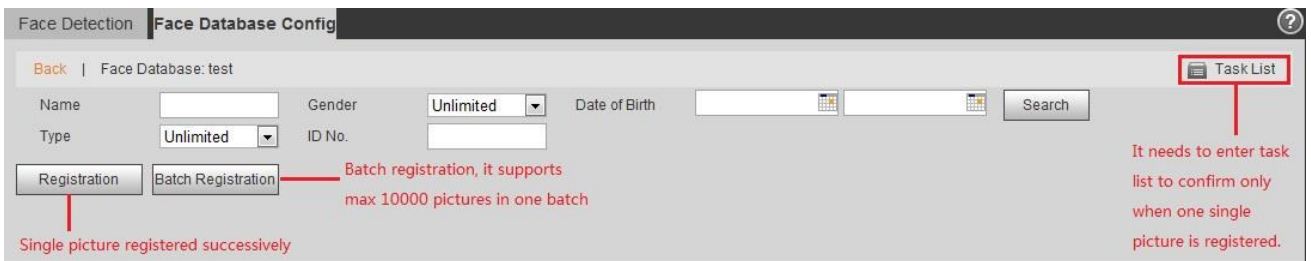 Face Detection Face Database Config ?
Back | Face Database: test Task List
Name Gender Unlimited Date of Birth Search
Type Unlimited ID No.
Registration Batch Registration
Batch registration, it supports
max 10000 pictures in one batch
Single picture registered successively
It needs to enter task
list to confirm only
when one single
picture is registered.